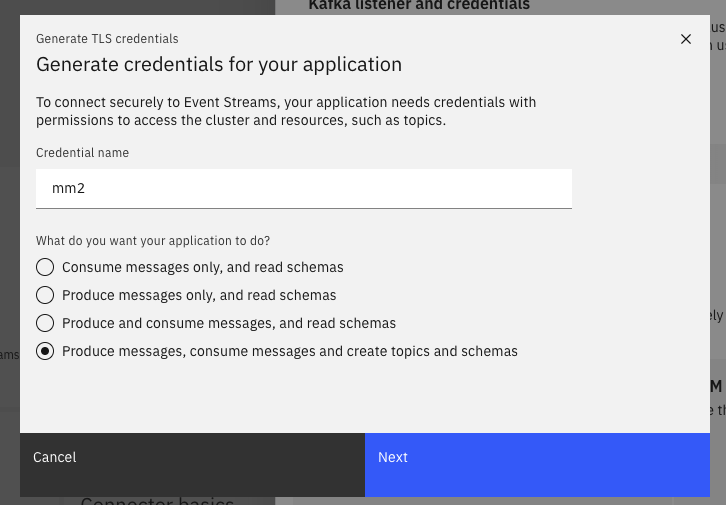 Kafka listener and credentials
Generate TLS credentials
Generate credentials for your application
To connect securely to Event Streams, your application needs credentials with
permissions to access the cluster and resources, such as topics.
Credential name
mm2
What do you want your application to do?
Consume messages only, and read schemas
Produce messages only, and read schemas
Produce and consume messages, and read schemas
Produce messages, consume messages and create topics and schemas
Cancel
Next
Connector basics